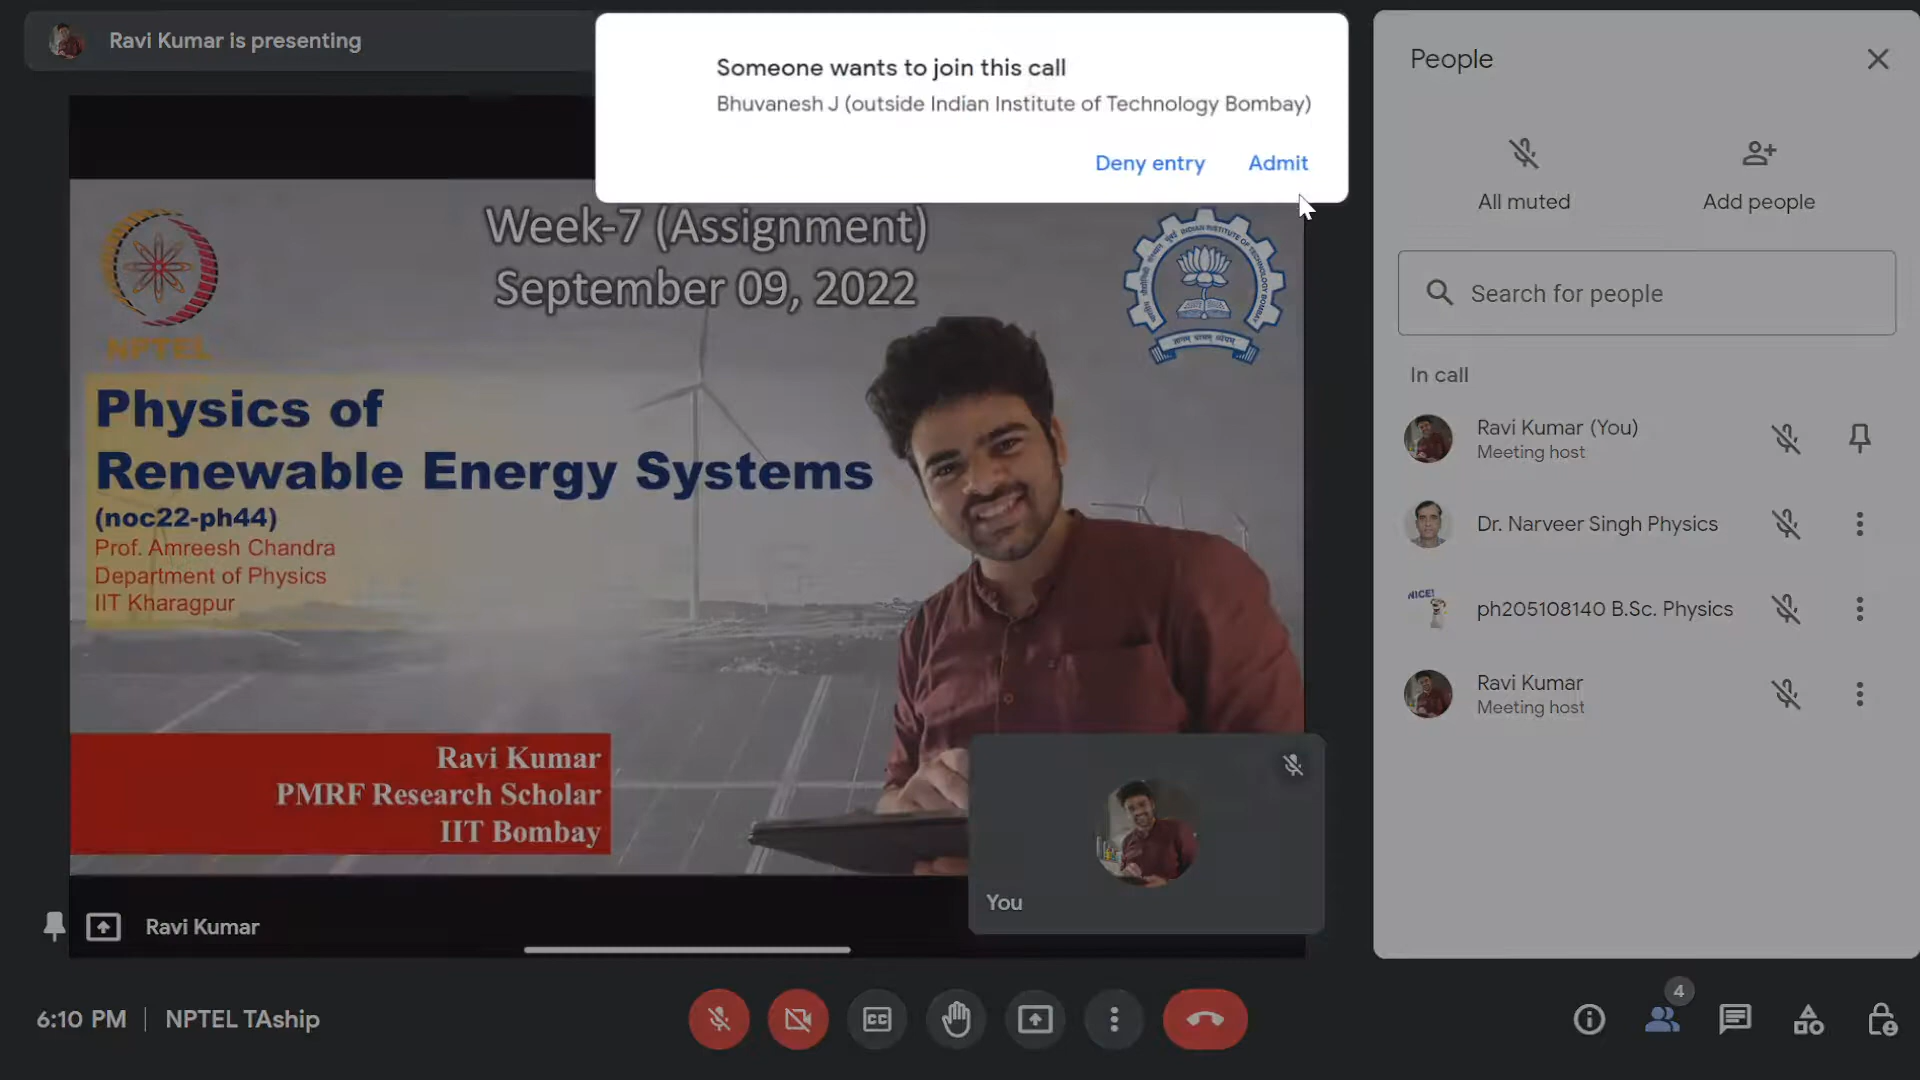 Ravi Kumar is presenting
Someone wants to join this call
Bhuvanesh J (outside Indian Institute of Technology Bombay)
Deny entry Admit
Week-7 (Assignment)
September 09, 2022
NPTEL
Physics of
Renewable Energy Systems
(noc22-ph44)
Prof. Amreesh Chandra
Department of Physics
IIT Kharagpur
Ravi Kumar
PMRF Research Scholar
IIT Bombay
You
Ravi Kumar
People
All muted Add people
Search for people
In call
Ravi Kumar (You)
Meeting host
Dr. Narveer Singh Physics
NICE!
ph205108140 B.Sc. Physics
Ravi Kumar
Meeting host
6:10 PM | NPTEL TAship
CC
4